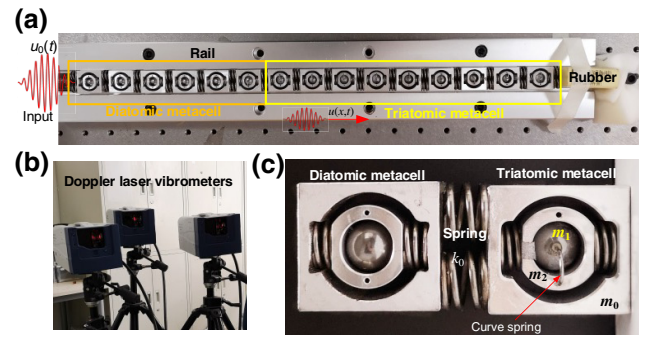 (a)
u₀(t)
Rail
Rubber
Input
Diatomic metacell
u(x,t)
Triatomic metacell
(b)
Doppler laser vibrometers
(c)
Diatomic metacell
Triatomic metacell
Spring
k₀
m₁
m₂
m₀
Curve spring